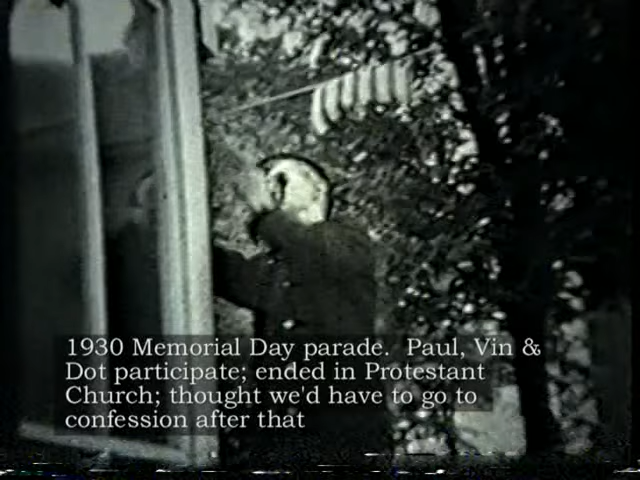 1930 Memorial Day parade.  Paul, Vin &
Dot participate; ended in Protestant
Church; thought we'd have to go to
confession after that